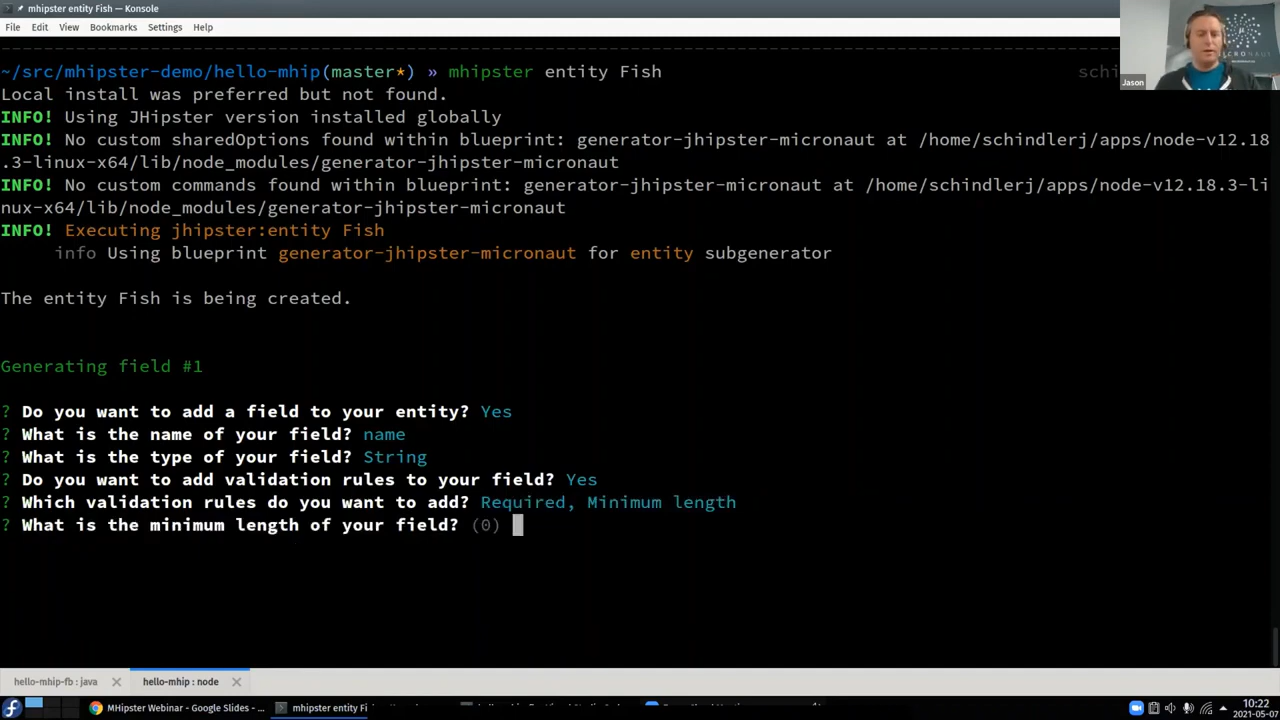 mhipster entity Fish — Konsole
File Edit View Bookmarks Settings Help
~/src/mhipster-demo/hello-mhip(master*) » mhipster entity Fish
Local install was preferred but not found.
INFO! Using JHipster version installed globally
INFO! No custom sharedOptions found within blueprint: generator-jhipster-micronaut at /home/schindlerj/apps/node-v12.18
.3-linux-x64/lib/node_modules/generator-jhipster-micronaut
INFO! No custom commands found within blueprint: generator-jhipster-micronaut at /home/schindlerj/apps/node-v12.18.3-li
nux-x64/lib/node_modules/generator-jhipster-micronaut
INFO! Executing jhipster:entity Fish
info Using blueprint generator-jhipster-micronaut for entity subgenerator
The entity Fish is being created.
Generating field #1
? Do you want to add a field to your entity? Yes
? What is the name of your field? name
? What is the type of your field? String
? Do you want to add validation rules to your field? Yes
? Which validation rules do you want to add? Required, Minimum length
? What is the minimum length of your field? (0)
Jason
hello-mhip-fb : java
hello-mhip : node
MHipster Webinar - Google Slides - ...
mhipster entity Fi
10:22
2021-05-07